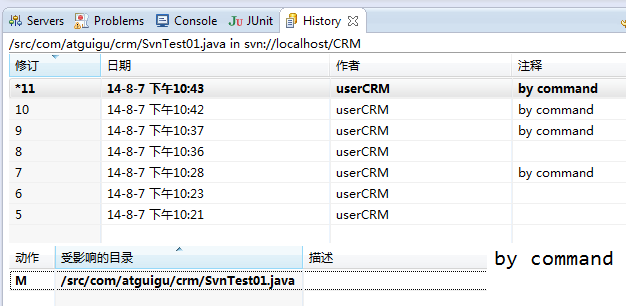 Servers Problems Console JUnit History
/src/com/atguigu/crm/SvnTest01.java in svn://localhost/CRM
修订 日期 作者 注释
*11 14-8-7 下午10:43 userCRM by command
10 14-8-7 下午10:42 userCRM by command
9 14-8-7 下午10:37 userCRM by command
8 14-8-7 下午10:36 userCRM
7 14-8-7 下午10:28 userCRM by command
6 14-8-7 下午10:23 userCRM
5 14-8-7 下午10:21 userCRM
动作 受影响的目录 描述 by command
M /src/com/atguigu/crm/SvnTest01.java